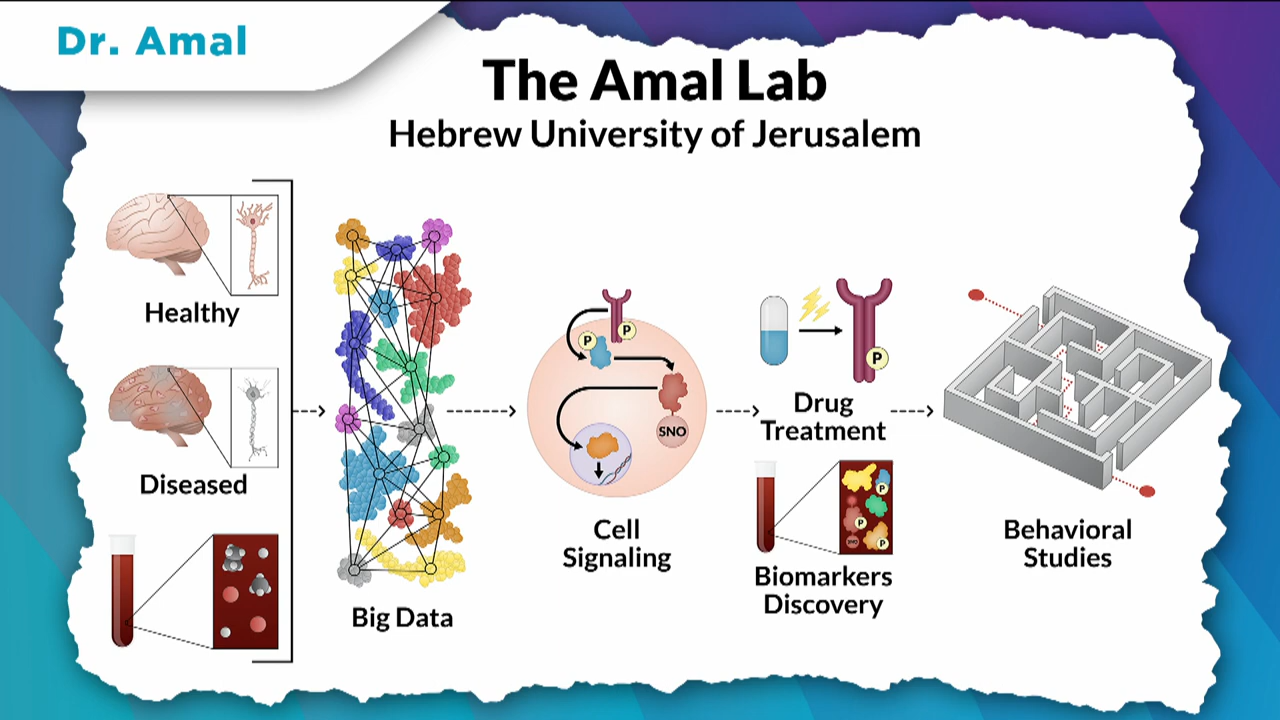 Dr. Amal
The Amal Lab
Hebrew University of Jerusalem
Healthy
Diseased
Big Data
P
P
SNO
Cell
Signaling
P
Drug
Treatment
P
P
SNO
P
Biomarkers
Discovery
Behavioral
Studies